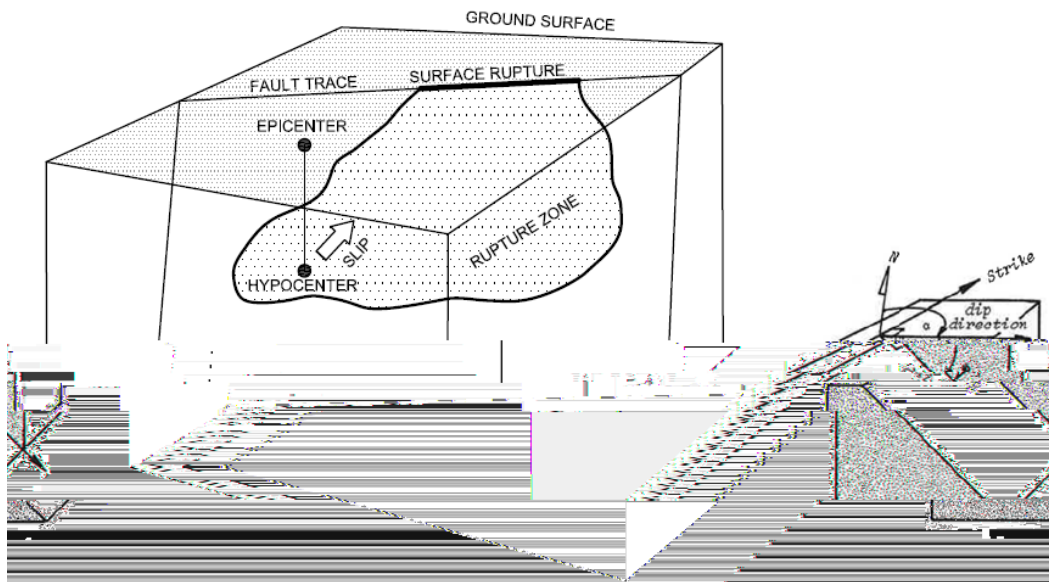 GROUND SURFACE
FAULT TRACE
SURFACE RUPTURE
EPICENTER
SLIP
RUPTURE ZONE
HYPOCENTER
N
Strike
dip
α
direction